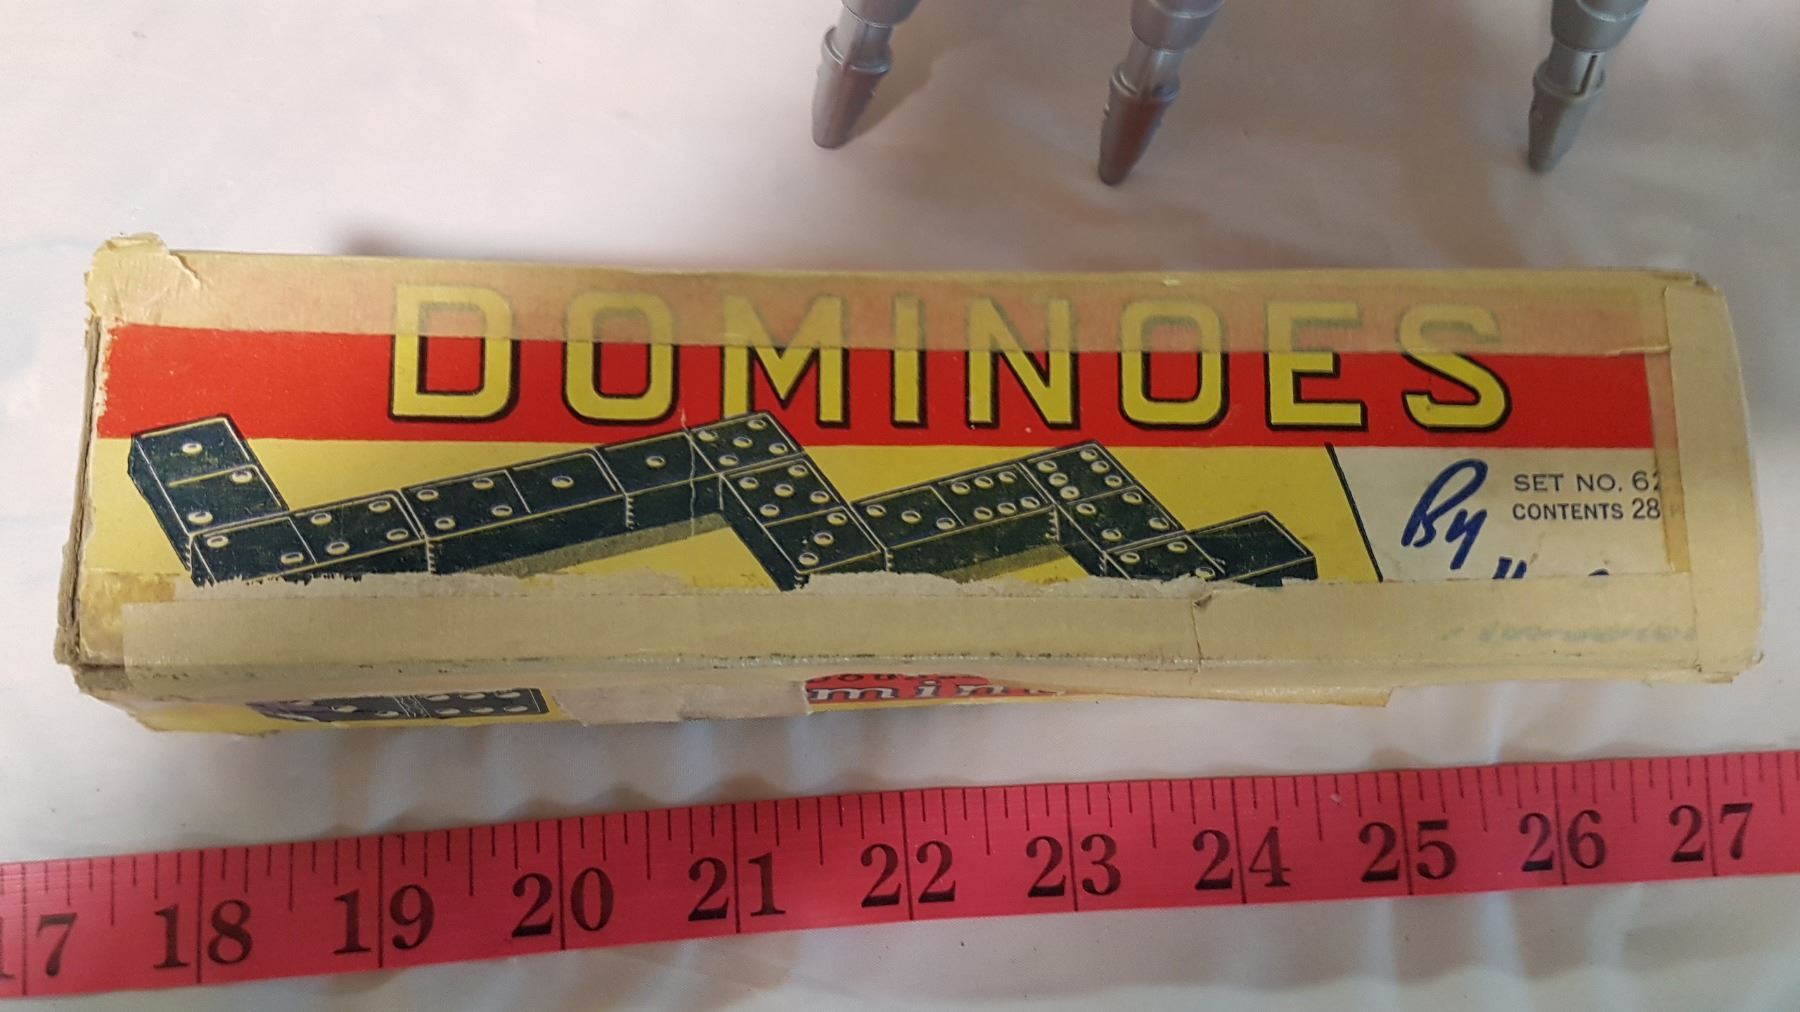 DOMINOES
By
SET NO. 62
CONTENTS 28
17 18 19 20 21 22 23 24 25 26 27